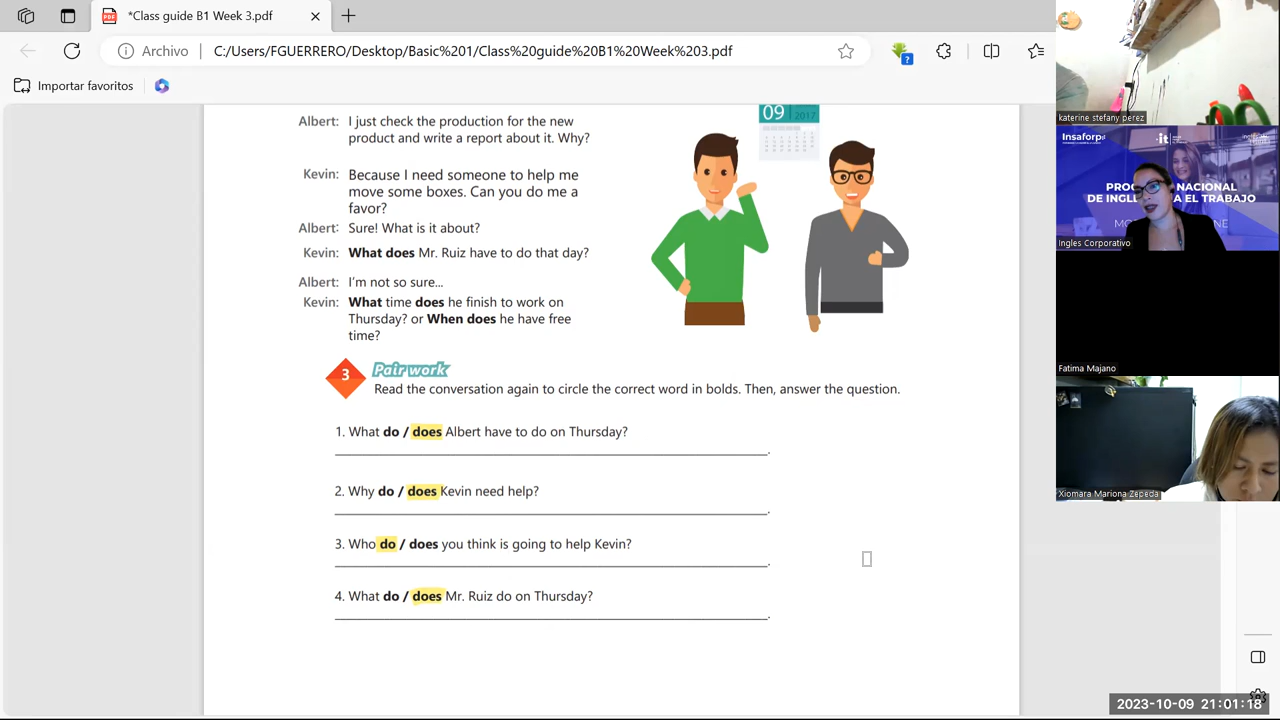 *Class guide B1 Week 3.pdf
Archivo
C:/Users/FGUERRERO/Desktop/Basic%201/Class%20guide%20B1%20Week%203.pdf
Importar favoritos
Albert: I just check the production for the new
product and write a report about it. Why?
Kevin: Because I need someone to help me
move some boxes. Can you do me a
favor?
Albert: Sure! What is it about?
Kevin: What does Mr. Ruiz have to do that day?
Albert: I'm not so sure...
Kevin: What time does he finish to work on
Thursday? or When does he have free
time?
09 2017
3 Pair work
Read the conversation again to circle the correct word in bolds. Then, answer the question.
1. What do / does Albert have to do on Thursday?
2. Why do / does Kevin need help?
3. Who do / does you think is going to help Kevin?
4. What do / does Mr. Ruiz do on Thursday?
katerine stefany perez
Insaforp
it
NACIONAL
DE INGL A EL TRABAJO
Ingles Corporativo
Fatima Majano
Xiomara Mariona Zepeda
2023-10-09 21:01:18